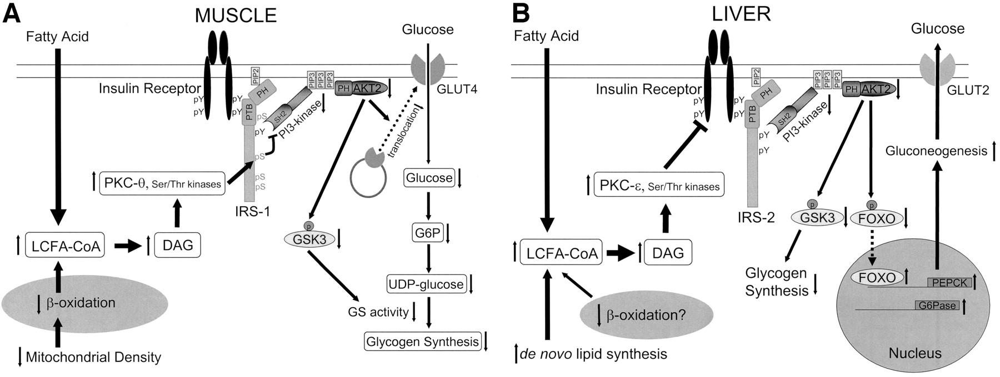 A
MUSCLE
Fatty Acid
Glucose
PIP2
PIP3 PIP3 PIP3
Insulin Receptor
PH
PH AKT2
GLUT4
pY pY
pY pY
PTB
pS
SH2
PI3-kinase
pY
translocation
pS
PKC-θ, Ser/Thr kinases
pS
pS
Glucose
IRS-1
p
GSK3
G6P
LCFA-CoA
DAG
UDP-glucose
β-oxidation
GS activity
Glycogen Synthesis
Mitochondrial Density
B
LIVER
Fatty Acid
Glucose
PIP2
PIP3 PIP3 PIP3
Insulin Receptor
PH
PH AKT2
GLUT2
pY pY
pY pY
PTB
SH2
PI3-kinase
pY
pY
Gluconeogenesis
PKC-ε, Ser/Thr kinases
IRS-2
p
GSK3
p
FOXO
LCFA-CoA
DAG
Glycogen
Synthesis
FOXO
PEPCK
G6Pase
β-oxidation?
de novo lipid synthesis
Nucleus